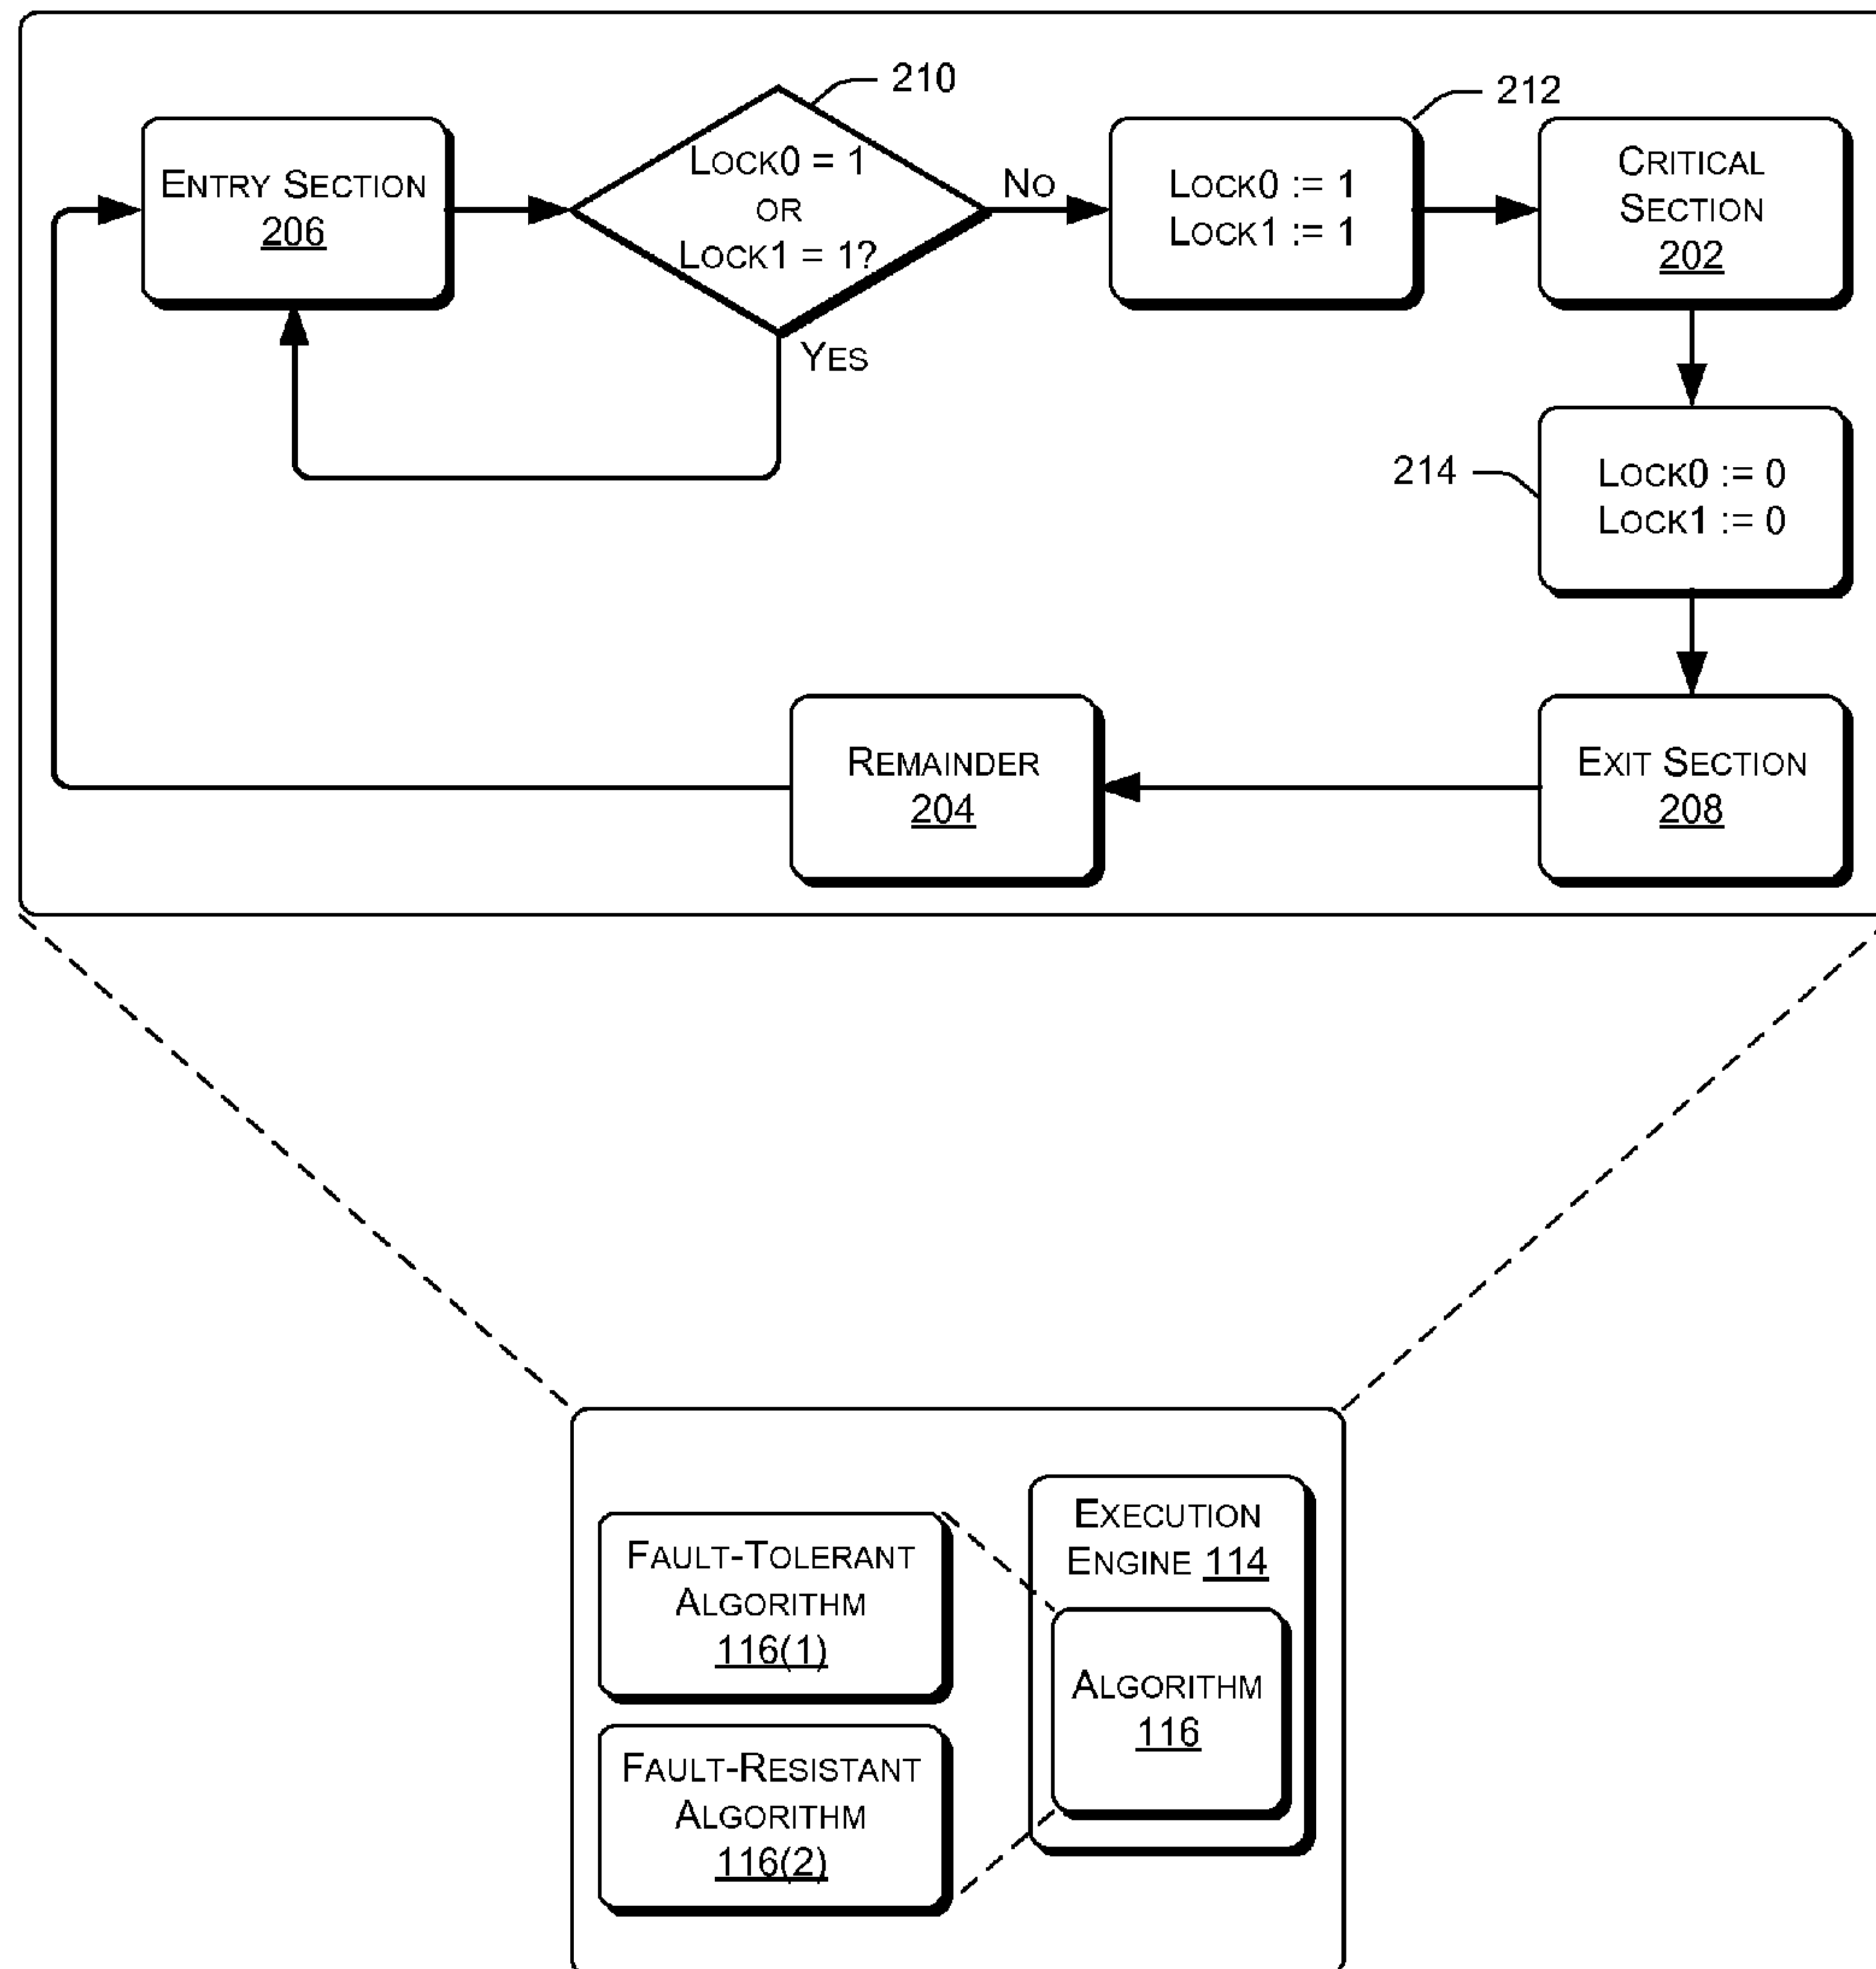 210
212
ENTRY SECTION
206
LOCK0 = 1
OR
LOCK1 = 1?
NO
YES
LOCK0 := 1
LOCK1 := 1
CRITICAL
SECTION
202
214
LOCK0 := 0
LOCK1 := 0
REMAINDER
204
EXIT SECTION
208
FAULT-TOLERANT
ALGORITHM
116(1)
FAULT-RESISTANT
ALGORITHM
116(2)
EXECUTION
ENGINE 114
ALGORITHM
116